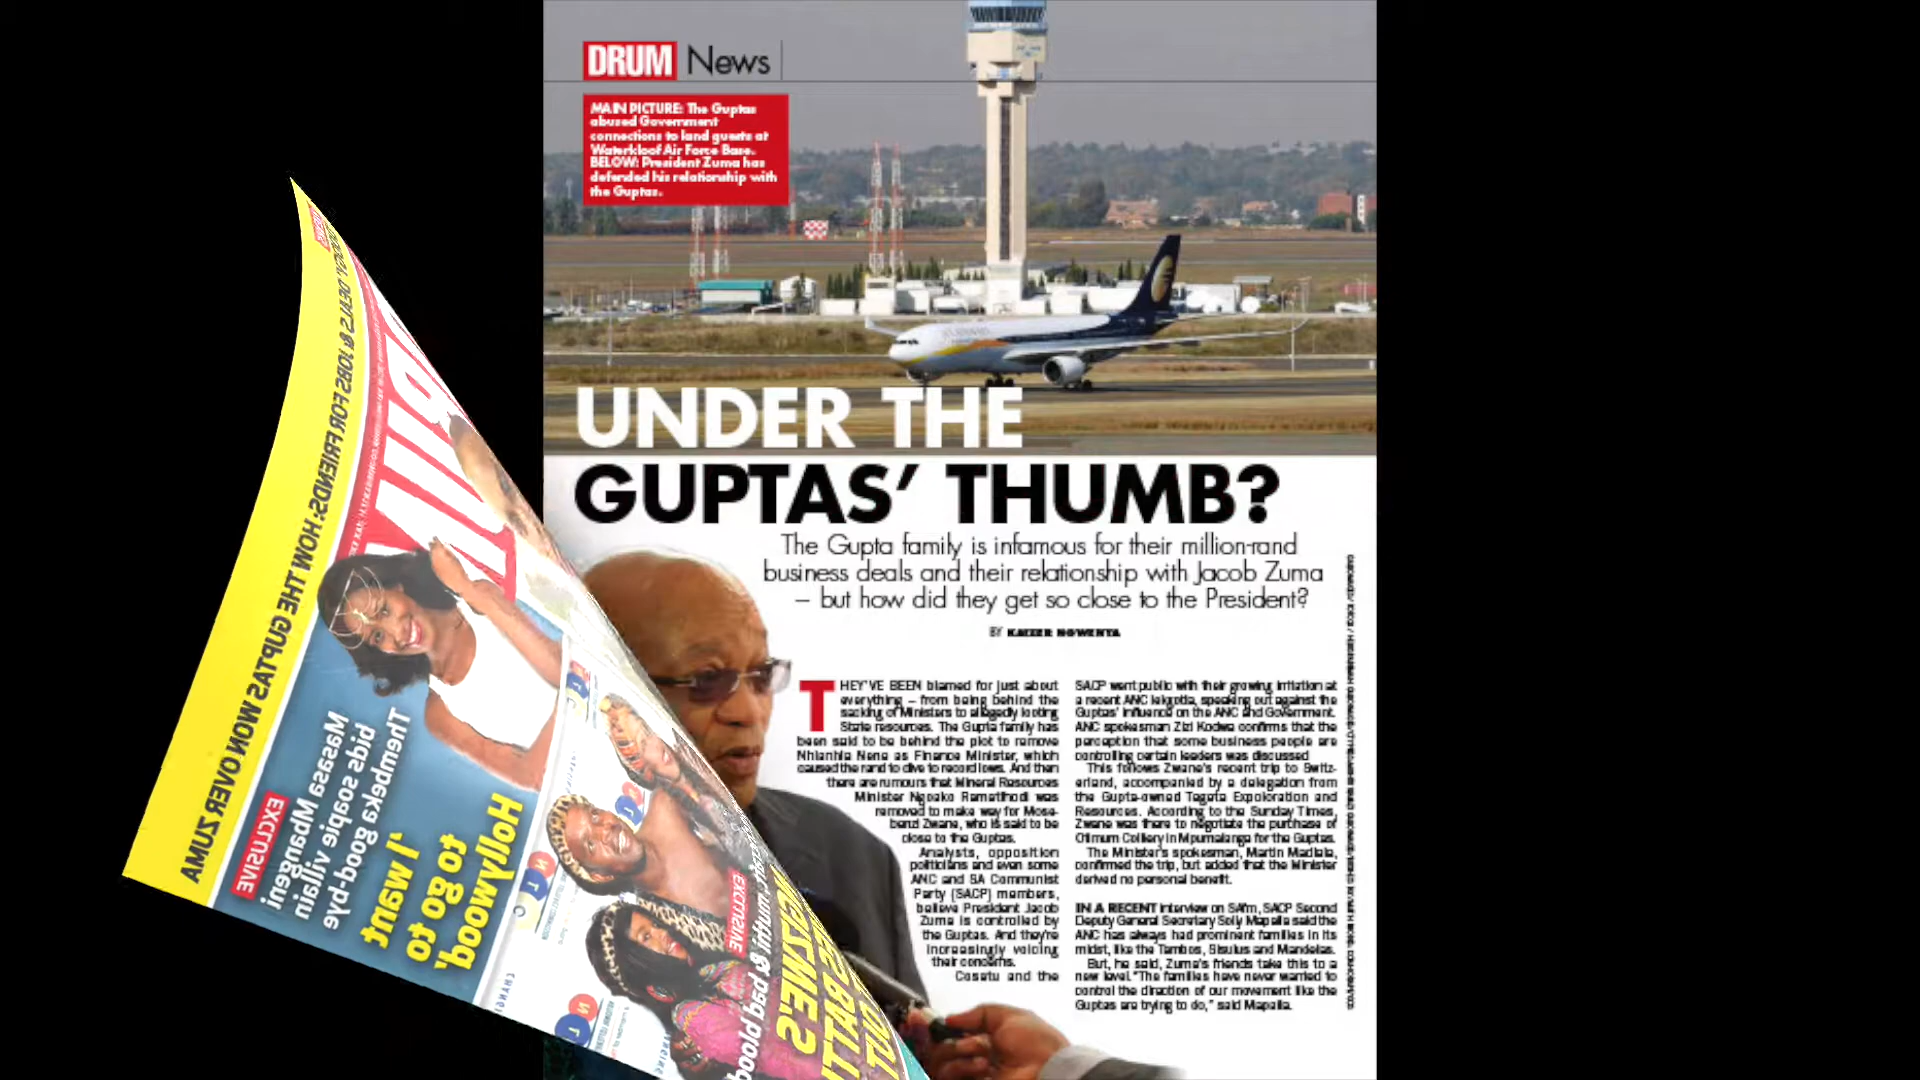 DRUM News
MAIN PICTURE: The Guptas
abused Government
connections to land guests at
Waterkloof Air Force Base.
BELOW: President Zuma has
defended his relationship with
the Guptas.
UNDER THE
GUPTAS’ THUMB?
The Gupta family is infamous for their million-rand
business deals and their relationship with Jacob Zuma
– but how did they get so close to the President?
BY KAIZER NGWENYA
THEY’VE BEEN blamed for just about
everything – from being behind the
sacking of Ministers to allegedly looting
State resources. The Gupta family has
been said to be behind the plot to remove
Nhlanhla Nene as Finance Minister, which
caused the rand to dive to record lows. And then
there are rumours that Mineral Resources
Minister Ngoako Ramatlhodi was
removed to make way for Mose-
benzi Zwane, who is said to be
close to the Guptas.
Analysts, opposition
politicians and even some
ANC and SA Communist
Party (SACP) members,
believe President Jacob
Zuma is controlled by
the Guptas. And they’re
increasingly voicing
their concerns.
Cosatu and the
SACP went public with their growing irritation at
a recent ANC lekgotla, speaking out against the
Guptas’ influence on the ANC and Government.
ANC spokesman Zizi Kodwa confirms that the
perception that some business people are
controlling certain leaders was discussed
This follows Zwane’s recent trip to Switz-
erland, accompanied by a delegation from
the Gupta-owned Tegeta Expoloration and
Resources. According to the Sunday Times,
Zwane was there to negotiate the purchase of
Otimum Colliery in Mpumalanga for the Guptas.
The Minister’s spokesman, Martin Madlala,
confirmed the trip, but added that the Minister
derived no personal benefit.
IN A RECENT interview on SAfm, SACP Second
Deputy General Secretary Solly Mapaila said the
ANC has always had prominent families in its
midst, like the Tambos, Sisulus and Mandelas.
But, he said, Zuma’s friends take this to a
new level. “The families have never wanted to
control the direction of our movement like the
Guptas are trying to do,” said Mapaila.
DEALS & JOBS FOR FRIENDS: HOW THE GUPTAS WON OVER ZUMA
EXCLUSIVE
Masasa Mbangeni
bids soapie villain
Thembeka good-bye
'I want
to go to
Hollywood'
EXCLUSIVE
& bad blood